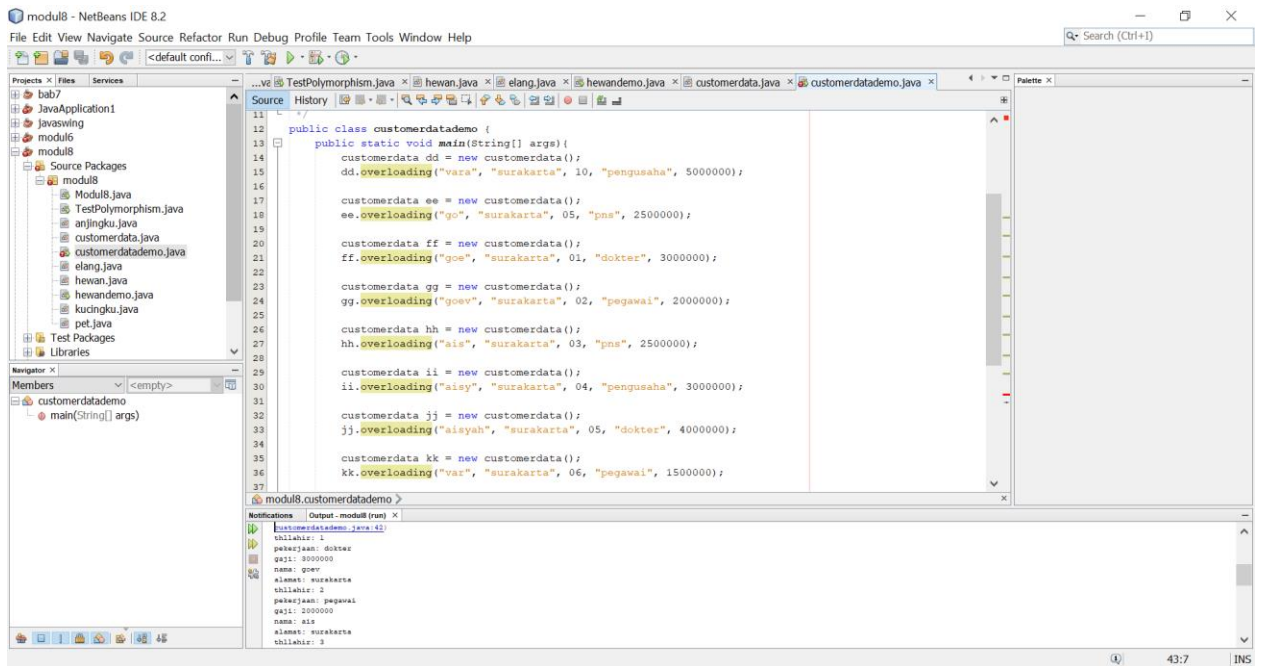 modul8 - NetBeans IDE 8.2
File Edit View Navigate Source Refactor Run Debug Profile Team Tools Window Help
Search (Ctrl+I)
<default confi...
Projects Files Services
bab7
JavaApplication1
javaswing
modul6
modul8
Source Packages
modul8
Modul8.java
TestPolymorphism.java
anjingku.java
customerdata.java
customerdatademo.java
elang.java
hewan.java
hewandemo.java
kucingku.java
pet.java
Test Packages
Libraries
Navigator
Members <empty>
customerdatademo
main(String[] args)
...va TestPolymorphism.java hewan.java elang.java hewandemo.java customerdata.java customerdatademo.java
Source History
11 */
12 public class customerdatademo {
13 public static void main(String[] args){
14 customerdata dd = new customerdata();
15 dd.overloading("vara", "surakarta", 10, "pengusaha", 5000000);
16
17 customerdata ee = new customerdata();
18 ee.overloading("go", "surakarta", 05, "pns", 2500000);
19
20 customerdata ff = new customerdata();
21 ff.overloading("goe", "surakarta", 01, "dokter", 3000000);
22
23 customerdata gg = new customerdata();
24 gg.overloading("goev", "surakarta", 02, "pegawai", 2000000);
25
26 customerdata hh = new customerdata();
27 hh.overloading("ais", "surakarta", 03, "pns", 2500000);
28
29 customerdata ii = new customerdata();
30 ii.overloading("aisy", "surakarta", 04, "pengusaha", 3000000);
31
32 customerdata jj = new customerdata();
33 jj.overloading("aisyah", "surakarta", 05, "dokter", 4000000);
34
35 customerdata kk = new customerdata();
36 kk.overloading("var", "surakarta", 06, "pegawai", 1500000);
37
modul8.customerdatademo
Notifications Output - modul8 (run)
customerdatademo.java:42)
thllahir: 1
pekerjaan: dokter
gaji: 3000000
nama: goev
alamat: surakarta
thllahir: 2
pekerjaan: pegawai
gaji: 2000000
nama: ais
alamat: surakarta
thllahir: 3
Palette
43:7 INS